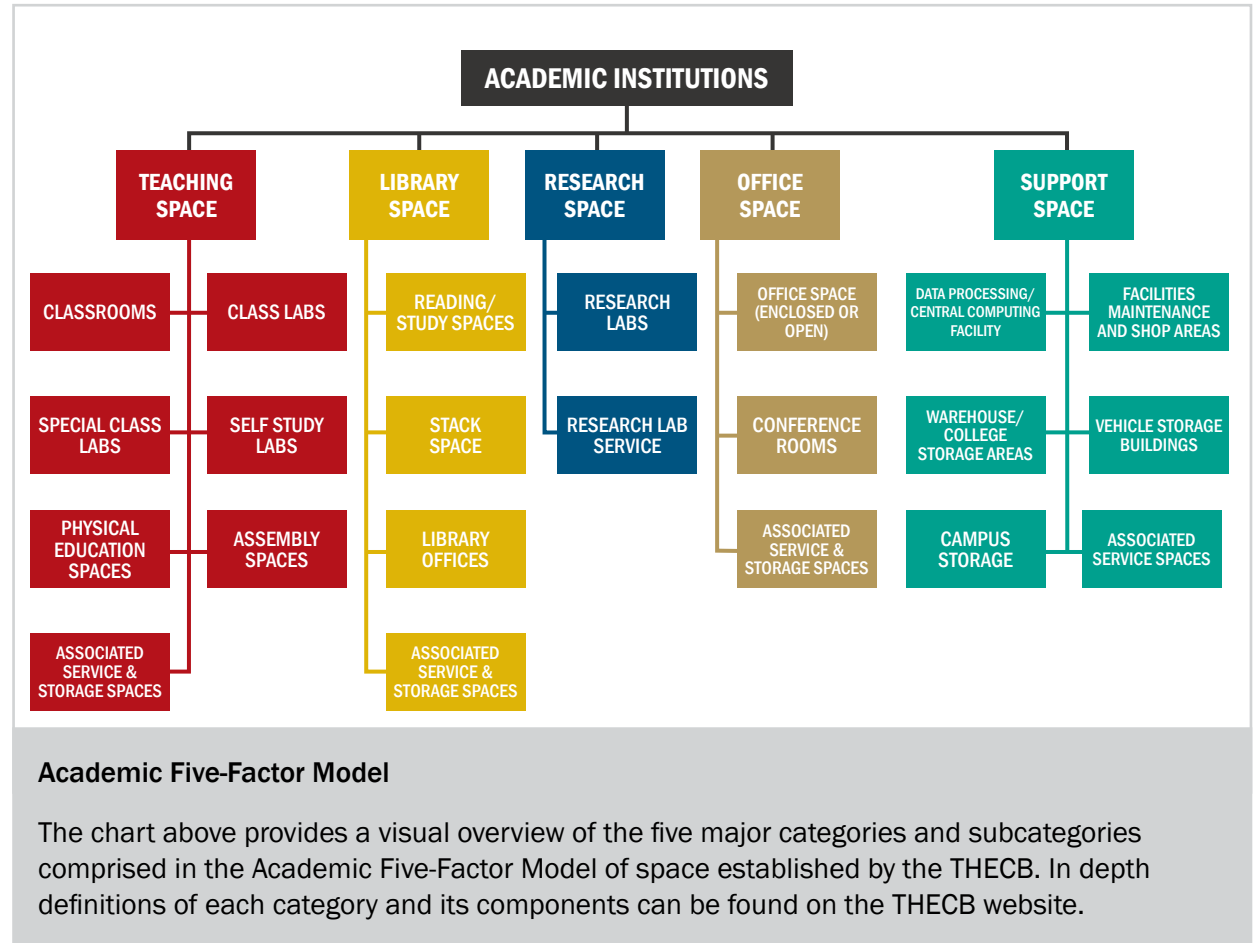 ACADEMIC INSTITUTIONS
TEACHING
SPACE
LIBRARY
SPACE
RESEARCH
SPACE
OFFICE
SPACE
SUPPORT
SPACE
CLASSROOMS
CLASS LABS
SPECIAL CLASS
LABS
SELF STUDY
LABS
PHYSICAL
EDUCATION
SPACES
ASSEMBLY
SPACES
ASSOCIATED
SERVICE &
STORAGE SPACES
READING/
STUDY SPACES
STACK
SPACE
LIBRARY
OFFICES
ASSOCIATED
SERVICE &
STORAGE SPACES
RESEARCH
LABS
RESEARCH LAB
SERVICE
OFFICE SPACE
(ENCLOSED OR
OPEN)
CONFERENCE
ROOMS
ASSOCIATED
SERVICE &
STORAGE SPACES
DATA PROCESSING/
CENTRAL COMPUTING
FACILITY
FACILITIES
MAINTENANCE
AND SHOP AREAS
WAREHOUSE/
COLLEGE
STORAGE AREAS
VEHICLE STORAGE
BUILDINGS
CAMPUS
STORAGE
ASSOCIATED
SERVICE SPACES
Academic Five-Factor Model
The chart above provides a visual overview of the five major categories and subcategories
comprised in the Academic Five-Factor Model of space established by the THECB. In depth
definitions of each category and its components can be found on the THECB website.